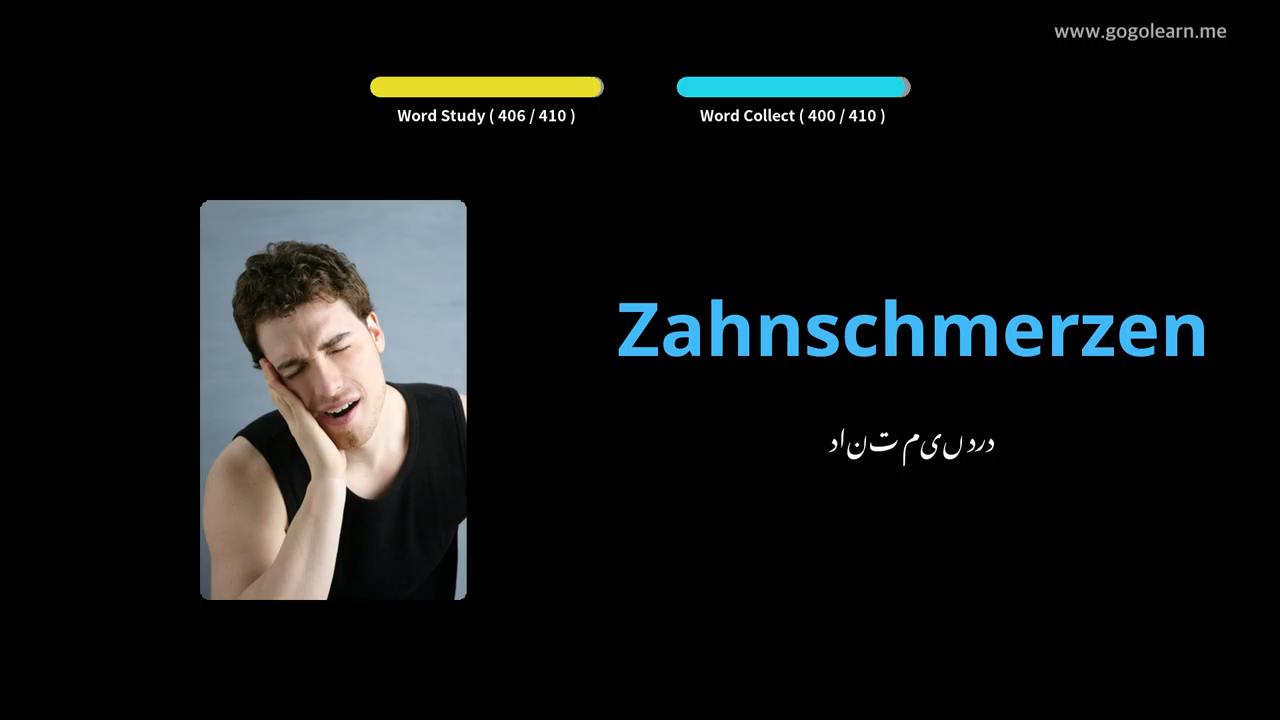 www.gogolearn.me
Word Study ( 406 / 410 )
Word Collect ( 400 / 410 )
Zahnschmerzen
دانت میں درد